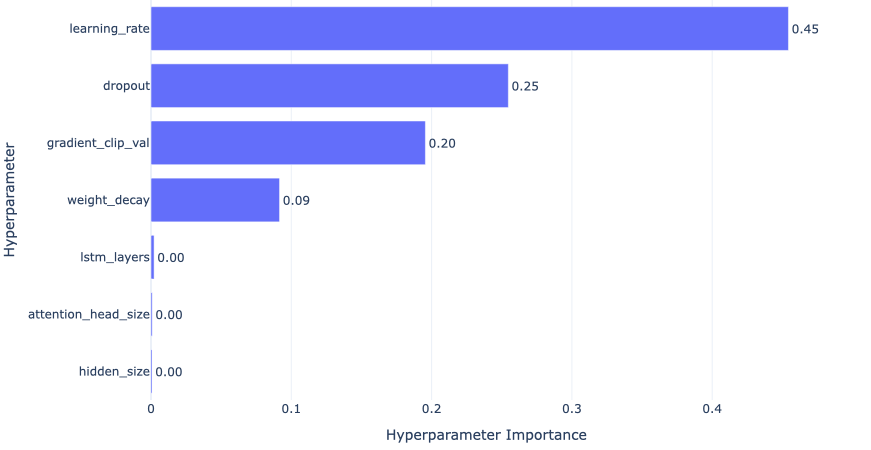 Hyperparameter
learning_rate 0.45
dropout 0.25
gradient_clip_val 0.20
weight_decay 0.09
lstm_layers 0.00
attention_head_size 0.00
hidden_size 0.00
0 0.1 0.2 0.3 0.4
Hyperparameter Importance